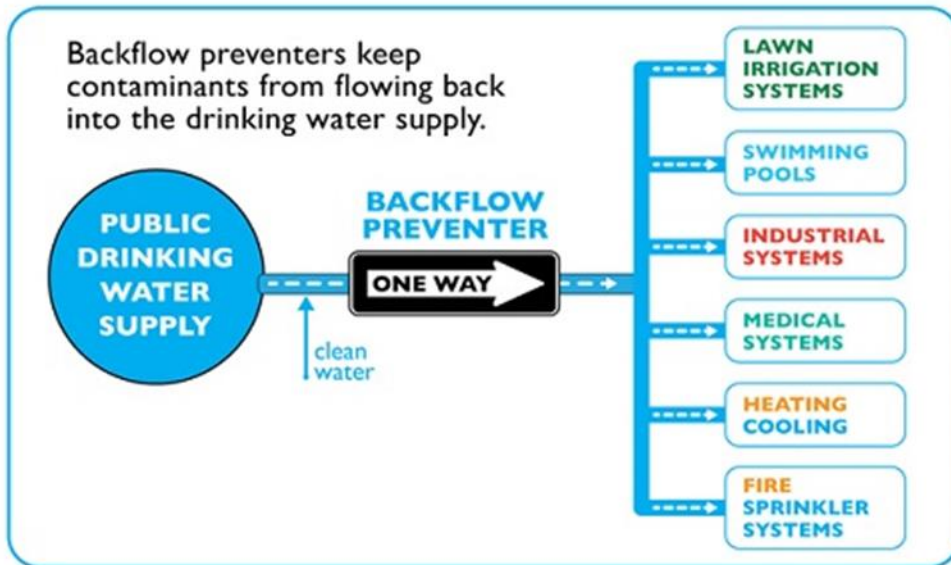 Backflow preventers keep
contaminants from flowing back
into the drinking water supply.
PUBLIC
DRINKING
WATER
SUPPLY
clean
water
BACKFLOW
PREVENTER
ONE WAY
LAWN
IRRIGATION
SYSTEMS
SWIMMING
POOLS
INDUSTRIAL
SYSTEMS
MEDICAL
SYSTEMS
HEATING
COOLING
FIRE
SPRINKLER
SYSTEMS